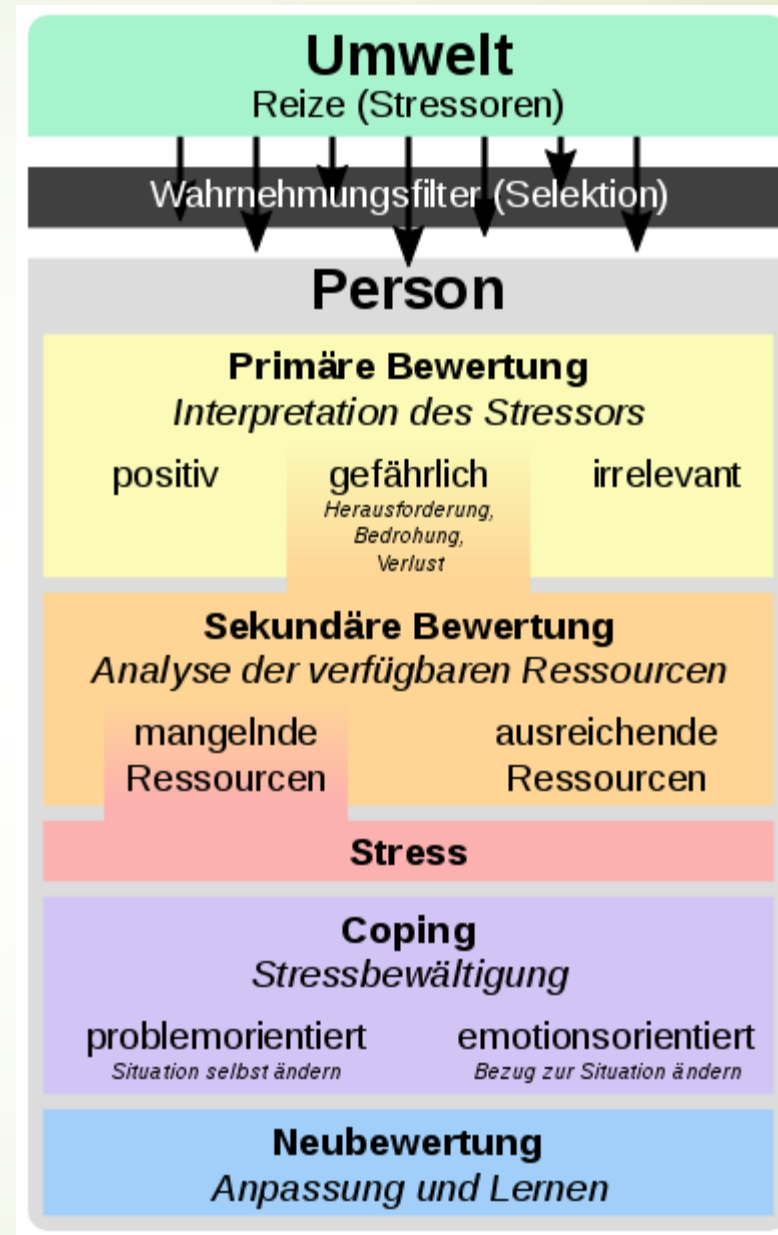 Umwelt
Reize (Stressoren)
Wahrnehmungsfilter (Selektion)
Person
Primäre Bewertung
Interpretation des Stressors
positiv
gefährlich
irrelevant
Herausforderung,
Bedrohung,
Verlust
Sekundäre Bewertung
Analyse der verfügbaren Ressourcen
mangelnde
Ressourcen
ausreichende
Ressourcen
Stress
Coping
Stressbewältigung
problemorientiert
Situation selbst ändern
emotionsorientiert
Bezug zur Situation ändern
Neubewertung
Anpassung und Lernen